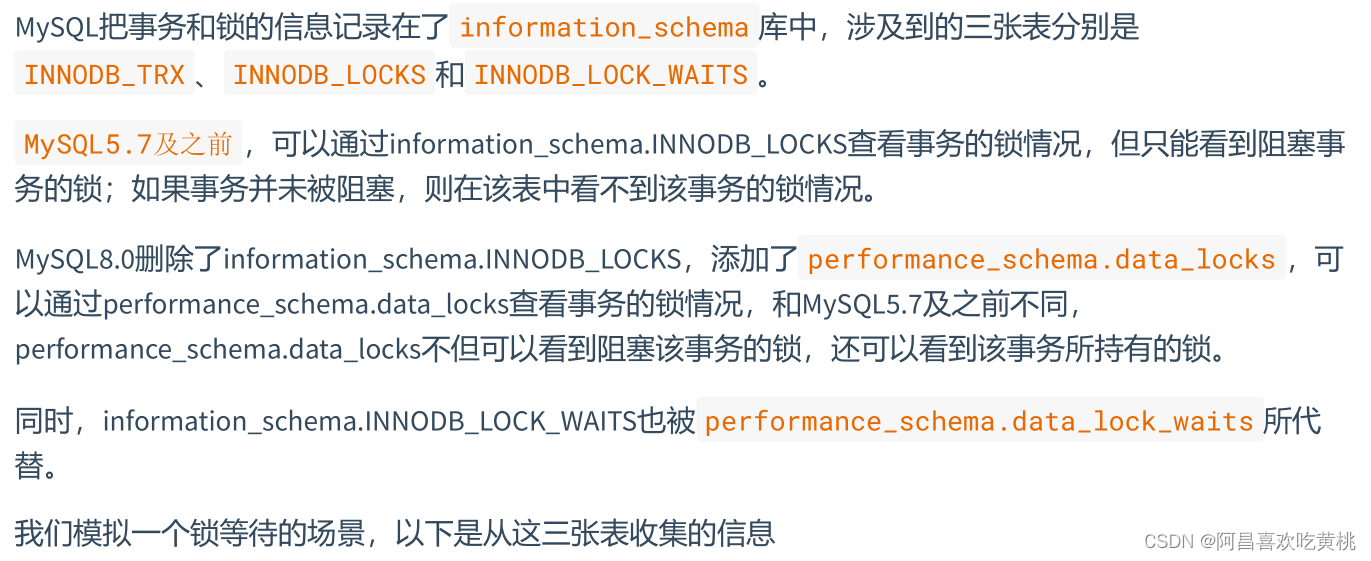 MySQL把事务和锁的信息记录在了information_schema库中，涉及到的三张表分别是
INNODB_TRX、INNODB_LOCKS和INNODB_LOCK_WAITS。
MySQL5.7及之前，可以通过information_schema.INNODB_LOCKS查看事务的锁情况，但只能看到阻塞事
务的锁；如果事务并未被阻塞，则在该表中看不到该事务的锁情况。
MySQL8.0删除了information_schema.INNODB_LOCKS，添加了performance_schema.data_locks，可
以通过performance_schema.data_locks查看事务的锁情况，和MySQL5.7及之前不同，
performance_schema.data_locks不但可以看到阻塞该事务的锁，还可以看到该事务所持有的锁。
同时，information_schema.INNODB_LOCK_WAITS也被performance_schema.data_lock_waits所代
替。
我们模拟一个锁等待的场景，以下是从这三张表收集的信息
CSDN @阿昌喜欢吃黄桃